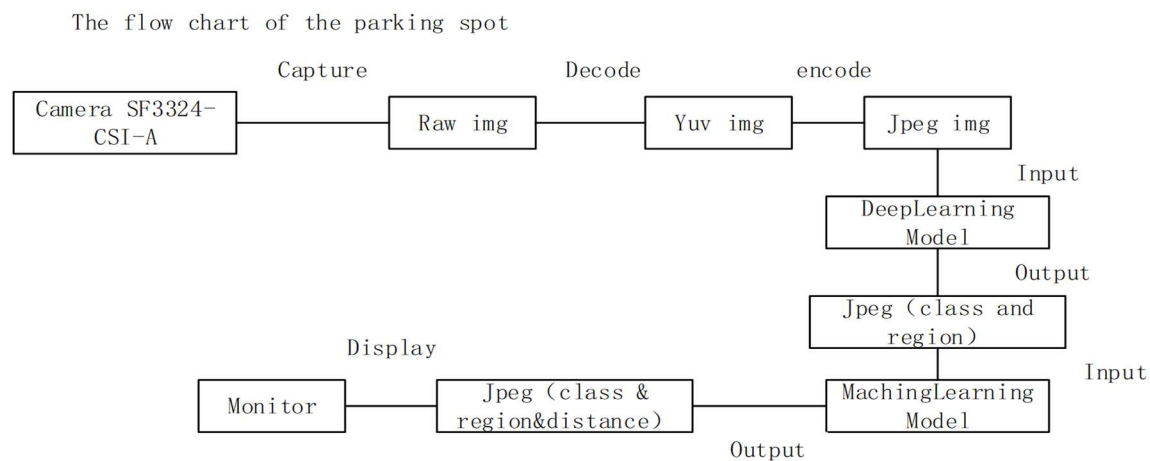 The flow chart of the parking spot
Capture
Decode
encode
Camera SF3324-
CSI-A
Raw img
Yuv img
Jpeg img
Input
DeepLearning
Model
Output
Jpeg（class and
region）
Input
MachingLearning
Model
Output
Jpeg（class &
region&distance）
Display
Monitor